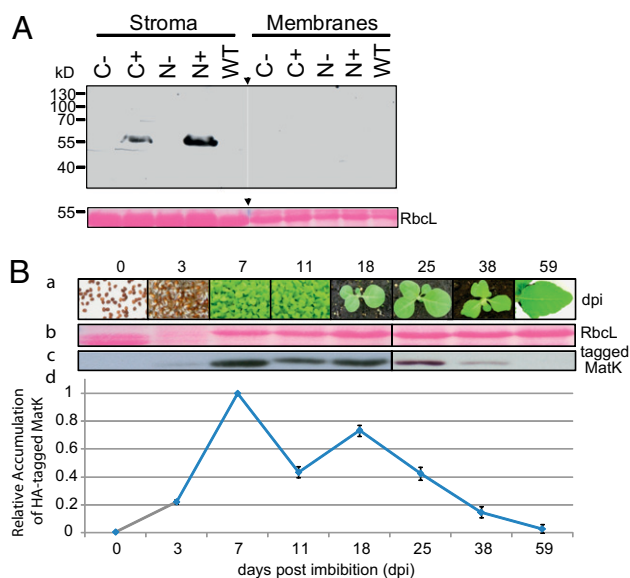 A
Stroma Membranes
C- C+ N- N+ WT C- C+ N- N+ WT
kD
130
100
70
55
40
55 RbcL
B
0 3 7 11 18 25 38 59
a dpi
b RbcL
c tagged MatK
d
Relative Accumulation
of HA-tagged MatK
1
0.8
0.6
0.4
0.2
0
0 3 7 11 18 25 38 59
days post imbibition (dpi)